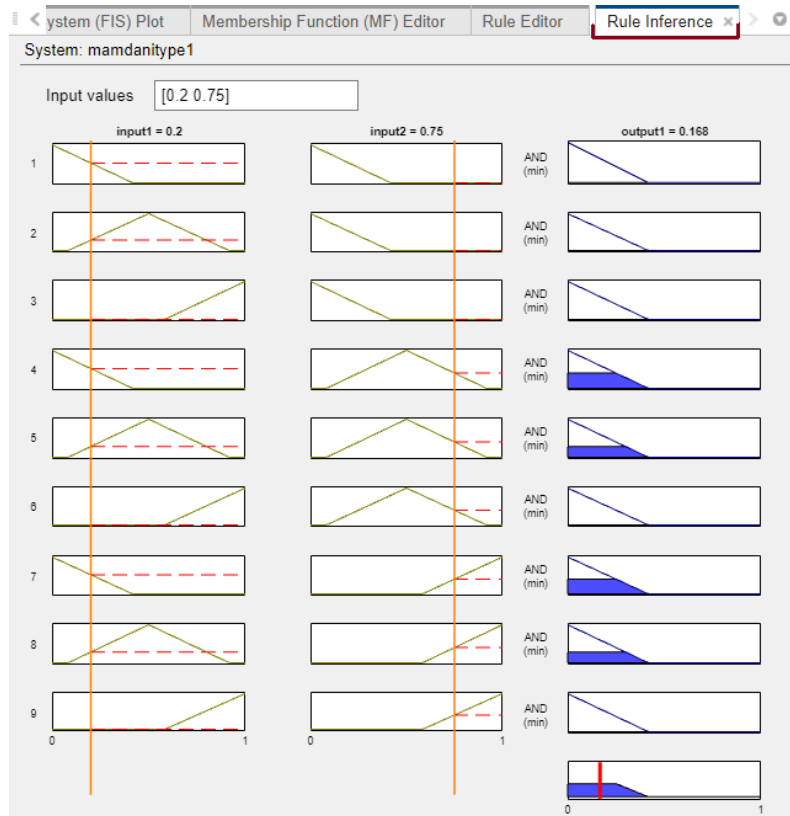 ystem (FIS) Plot Membership Function (MF) Editor Rule Editor Rule Inference
System: mamdanitype1
Input values [0.2 0.75]
input1 = 0.2 input2 = 0.75 output1 = 0.168
1 AND
(min)
2 AND
(min)
3 AND
(min)
4 AND
(min)
5 AND
(min)
6 AND
(min)
7 AND
(min)
8 AND
(min)
9 AND
(min)
0 1 0 1
0 1